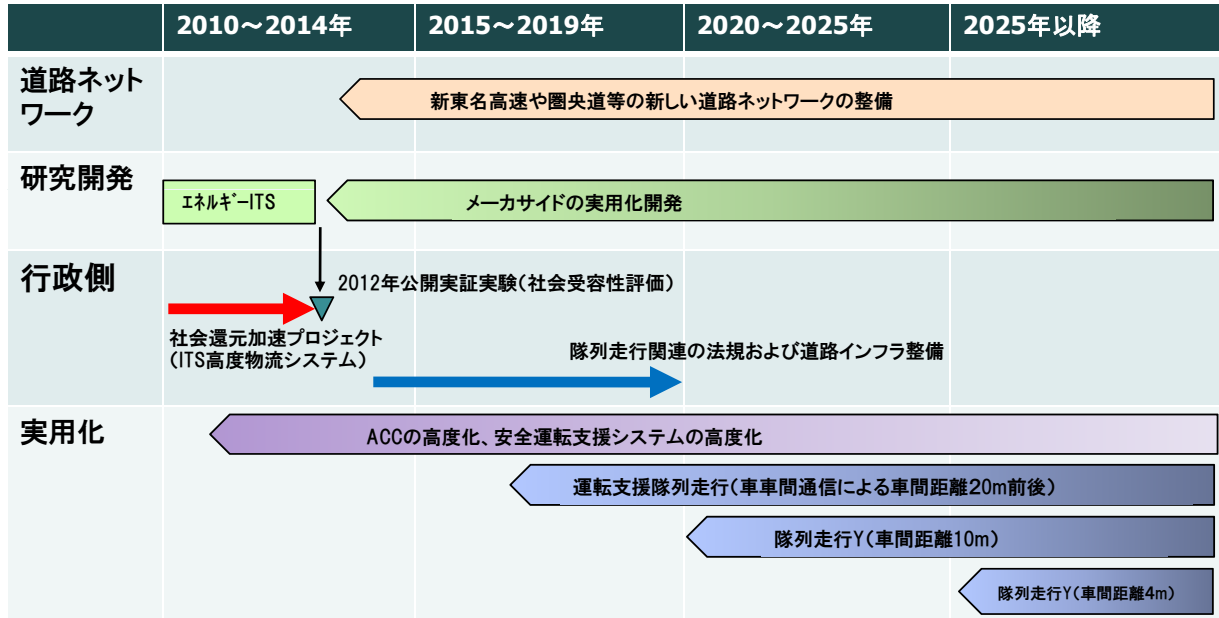 2010～2014年
2015～2019年
2020～2025年
2025年以降
道路ネット
ワーク
新東名高速や圏央道等の新しい道路ネットワークの整備
研究開発
ｴﾈﾙｷﾞｰITS
メーカサイドの実用化開発
行政側
2012年公開実証実験（社会受容性評価）
社会還元加速プロジェクト
（ITS高度物流システム）
隊列走行関連の法規および道路インフラ整備
実用化
ACCの高度化、安全運転支援システムの高度化
運転支援隊列走行（車車間通信による車間距離20m前後）
隊列走行Y（車間距離10m）
隊列走行Y（車間距離4m）